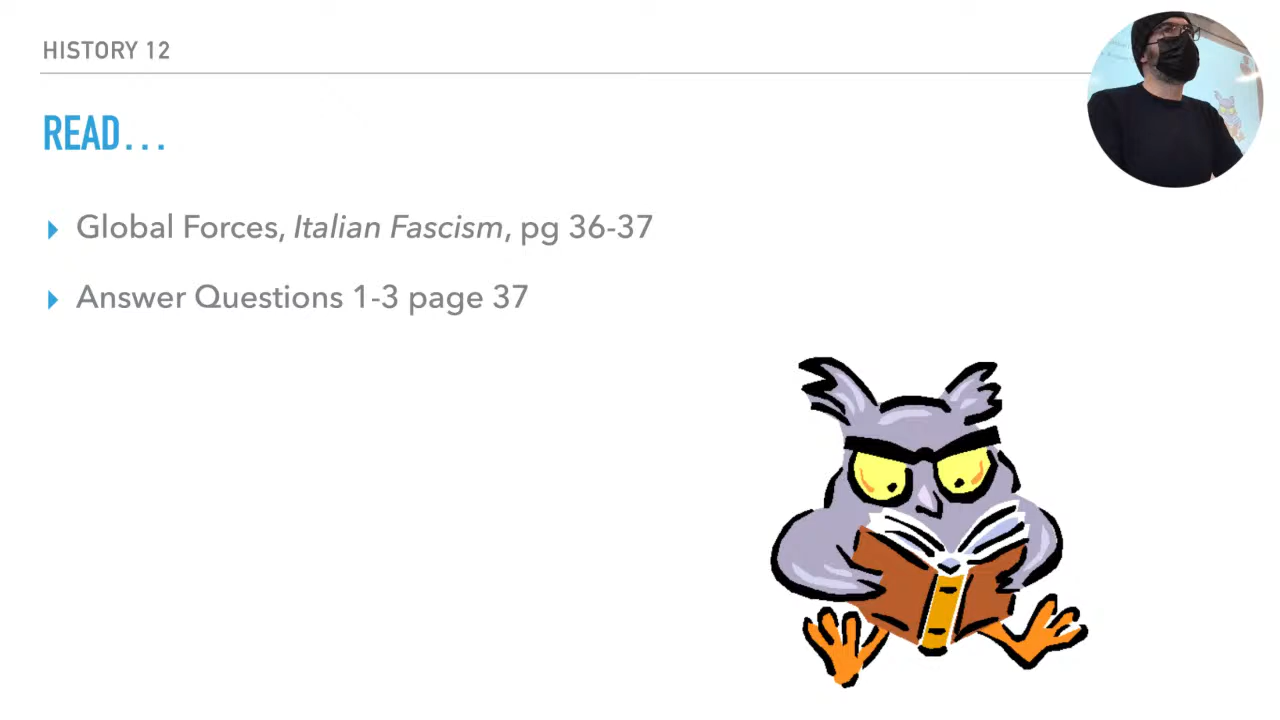 HISTORY 12
READ...
Global Forces, Italian Fascism, pg 36-37
Answer Questions 1-3 page 37